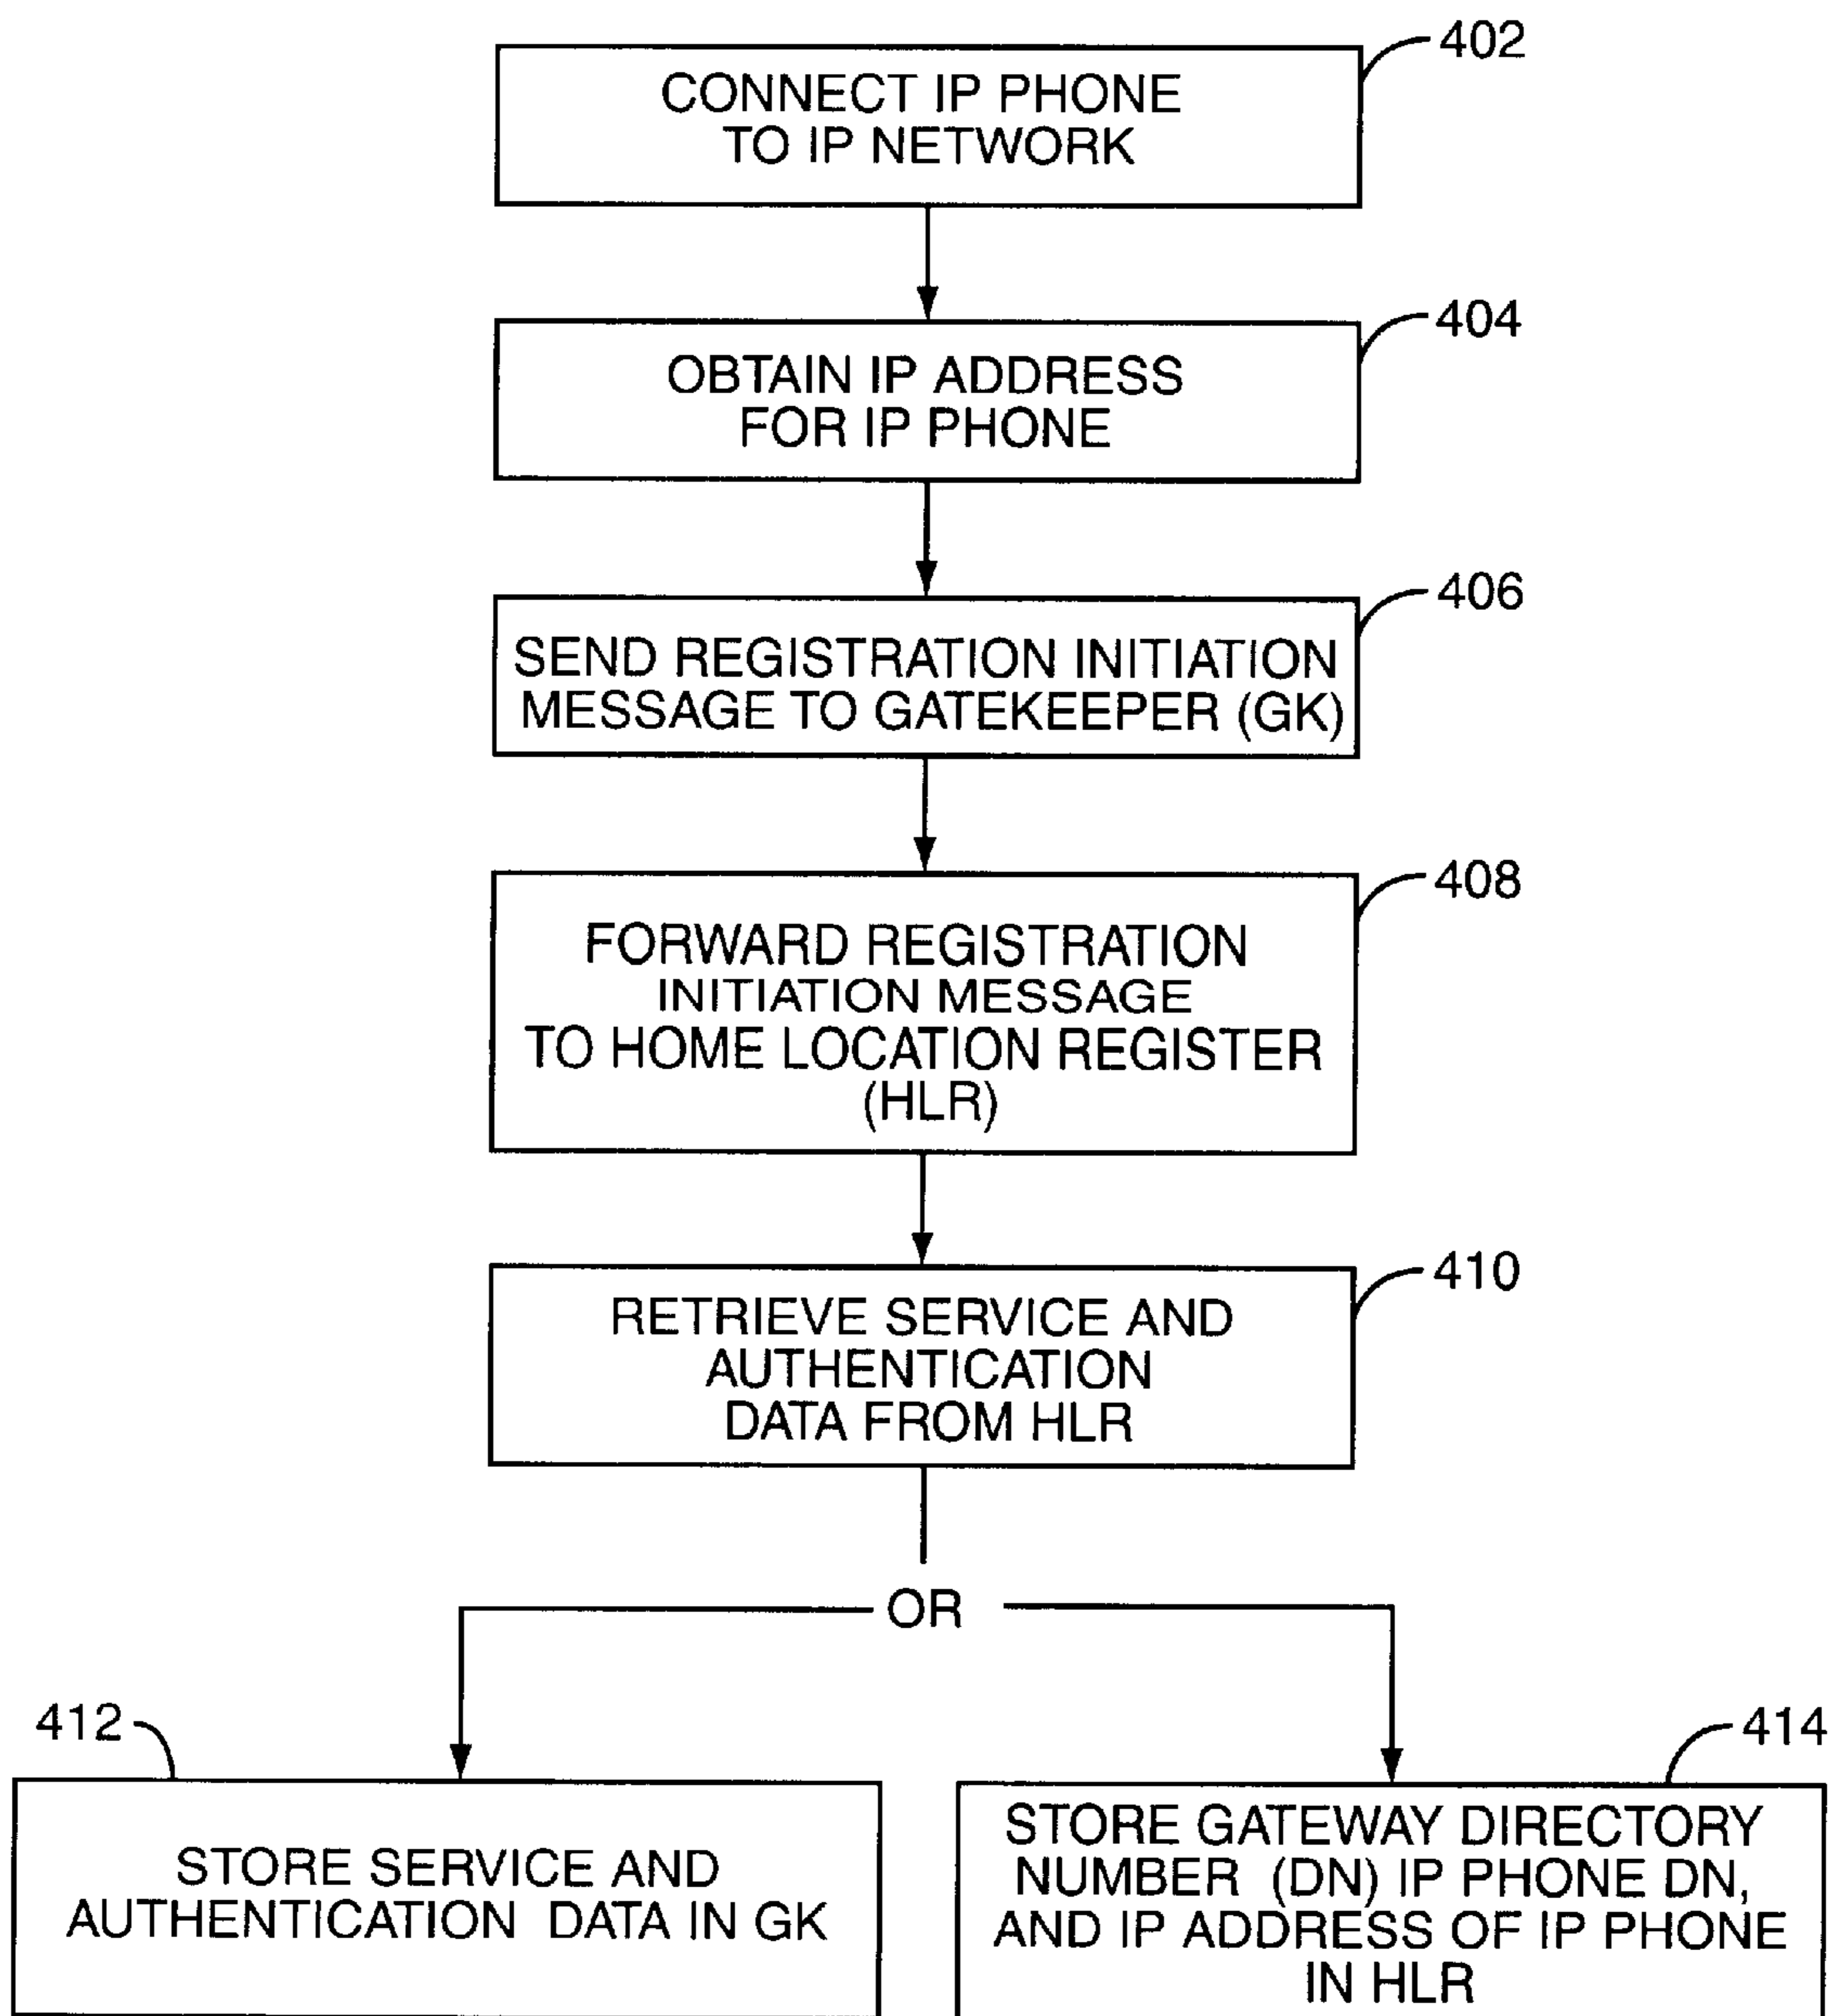 402
CONNECT IP PHONE
TO IP NETWORK
404
OBTAIN IP ADDRESS
FOR IP PHONE
406
SEND REGISTRATION INITIATION
MESSAGE TO GATEKEEPER (GK)
408
FORWARD REGISTRATION
INITIATION MESSAGE
TO HOME LOCATION REGISTER
(HLR)
410
RETRIEVE SERVICE AND
AUTHENTICATION
DATA FROM HLR
OR
412
STORE SERVICE AND
AUTHENTICATION DATA IN GK
414
STORE GATEWAY DIRECTORY
NUMBER (DN) IP PHONE DN,
AND IP ADDRESS OF IP PHONE
IN HLR